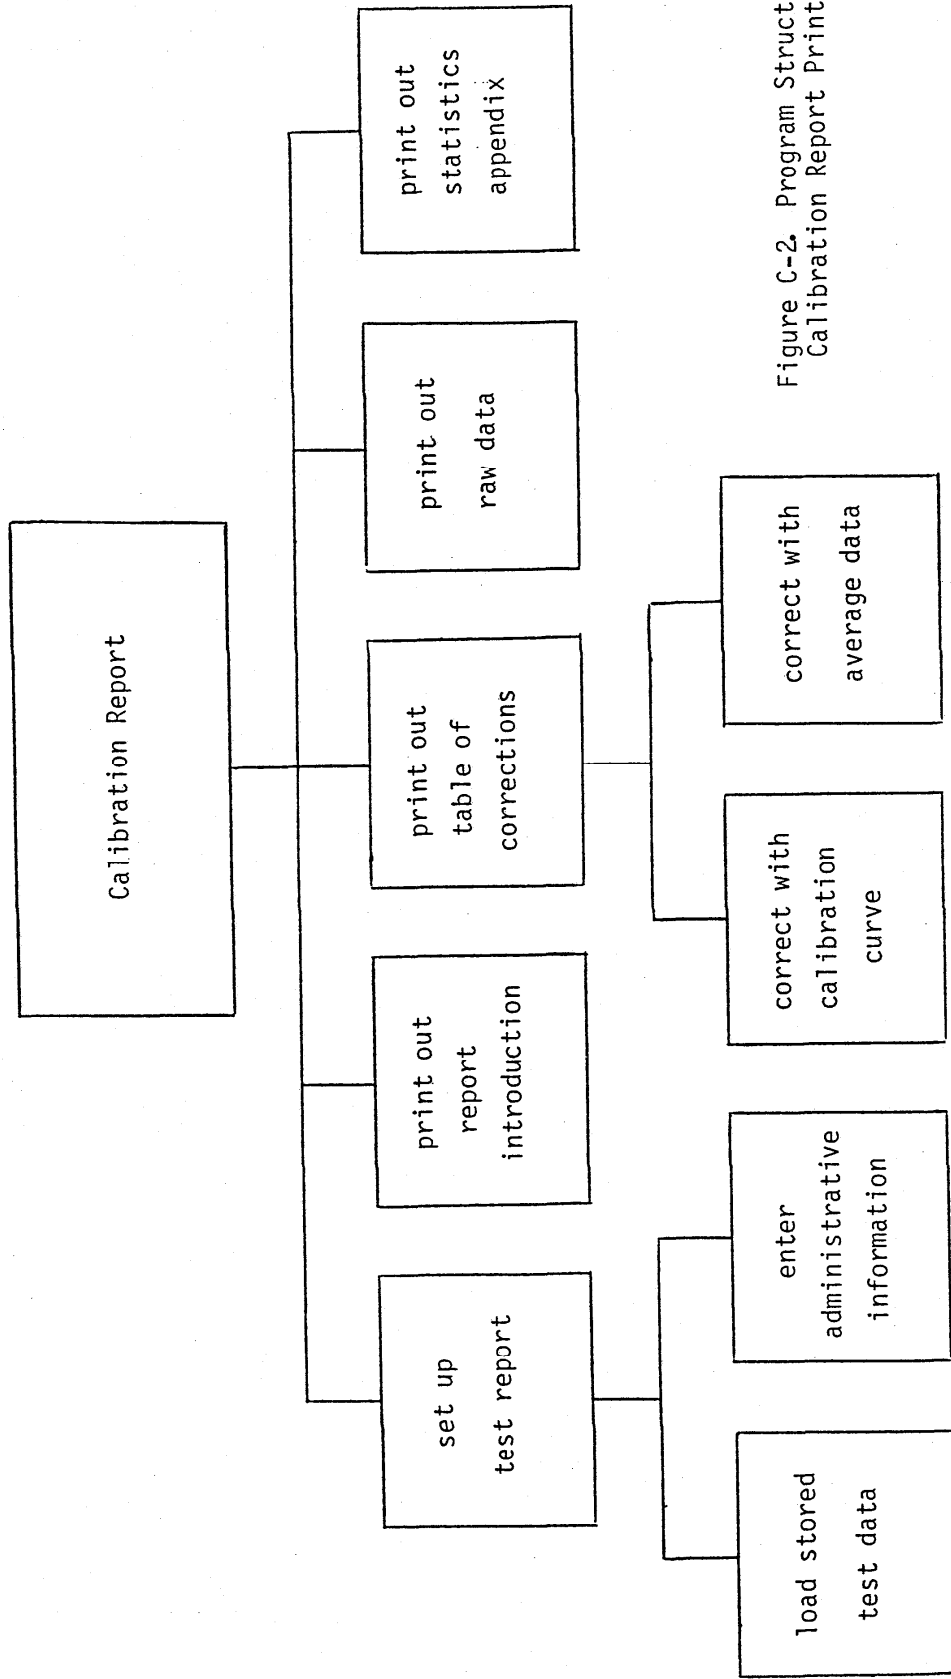 Calibration Report
set up
test report
print out
report
introduction
print out
table of
corrections
print out
raw data
print out
statistics
appendix
load stored
test data
enter
administrative
information
correct with
calibration
curve
correct with
average data
Figure C-2. Program Struct
Calibration Report Print